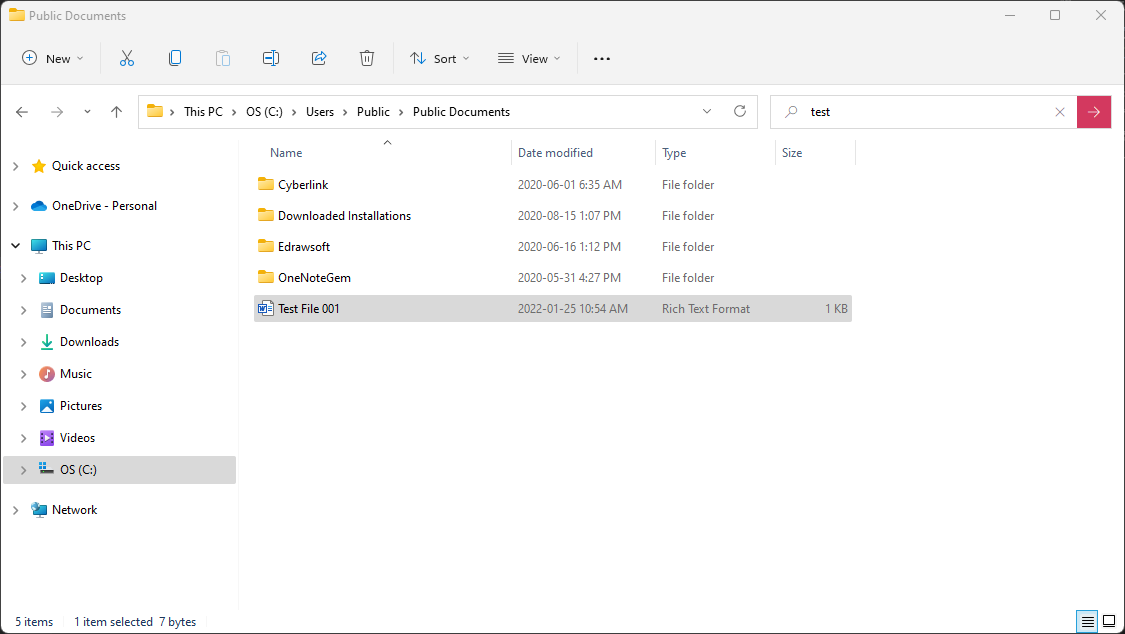 Public Documents
New Sort View
This PC OS (C:) Users Public Public Documents
test
Name Date modified Type Size
Quick access
OneDrive - Personal
This PC
Desktop
Documents
Downloads
Music
Pictures
Videos
OS (C:)
Network
Cyberlink 2020-06-01 6:35 AM File folder
Downloaded Installations 2020-08-15 1:07 PM File folder
Edrawsoft 2020-06-16 1:12 PM File folder
OneNoteGem 2020-05-31 4:27 PM File folder
Test File 001 2022-01-25 10:54 AM Rich Text Format 1 KB
5 items 1 item selected 7 bytes